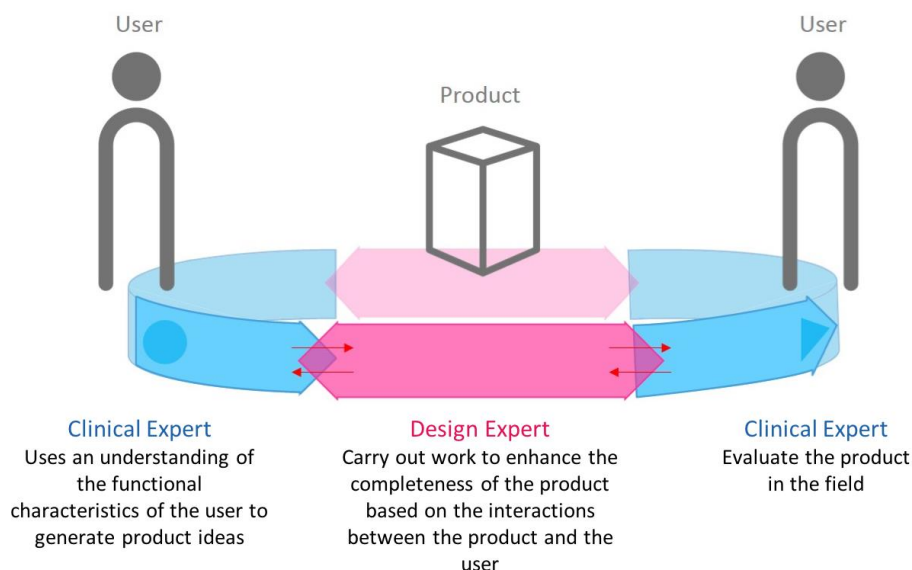 User
User
Product
Clinical Expert
Uses an understanding of
the functional
characteristics of the user to
generate product ideas
Design Expert
Carry out work to enhance the
completeness of the product
based on the interactions
between the product and the
user
Clinical Expert
Evaluate the product
in the field